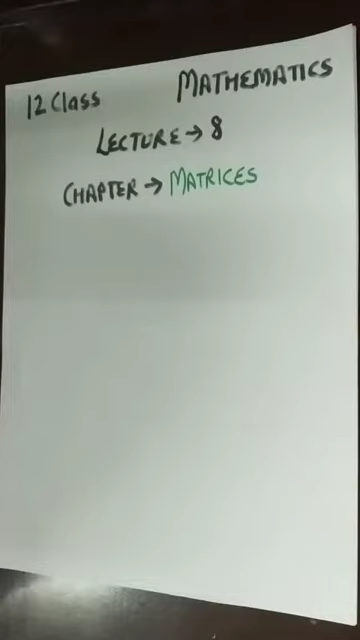 12 Class MATHEMATICS
LECTURE → 8
CHAPTER → MATRICES